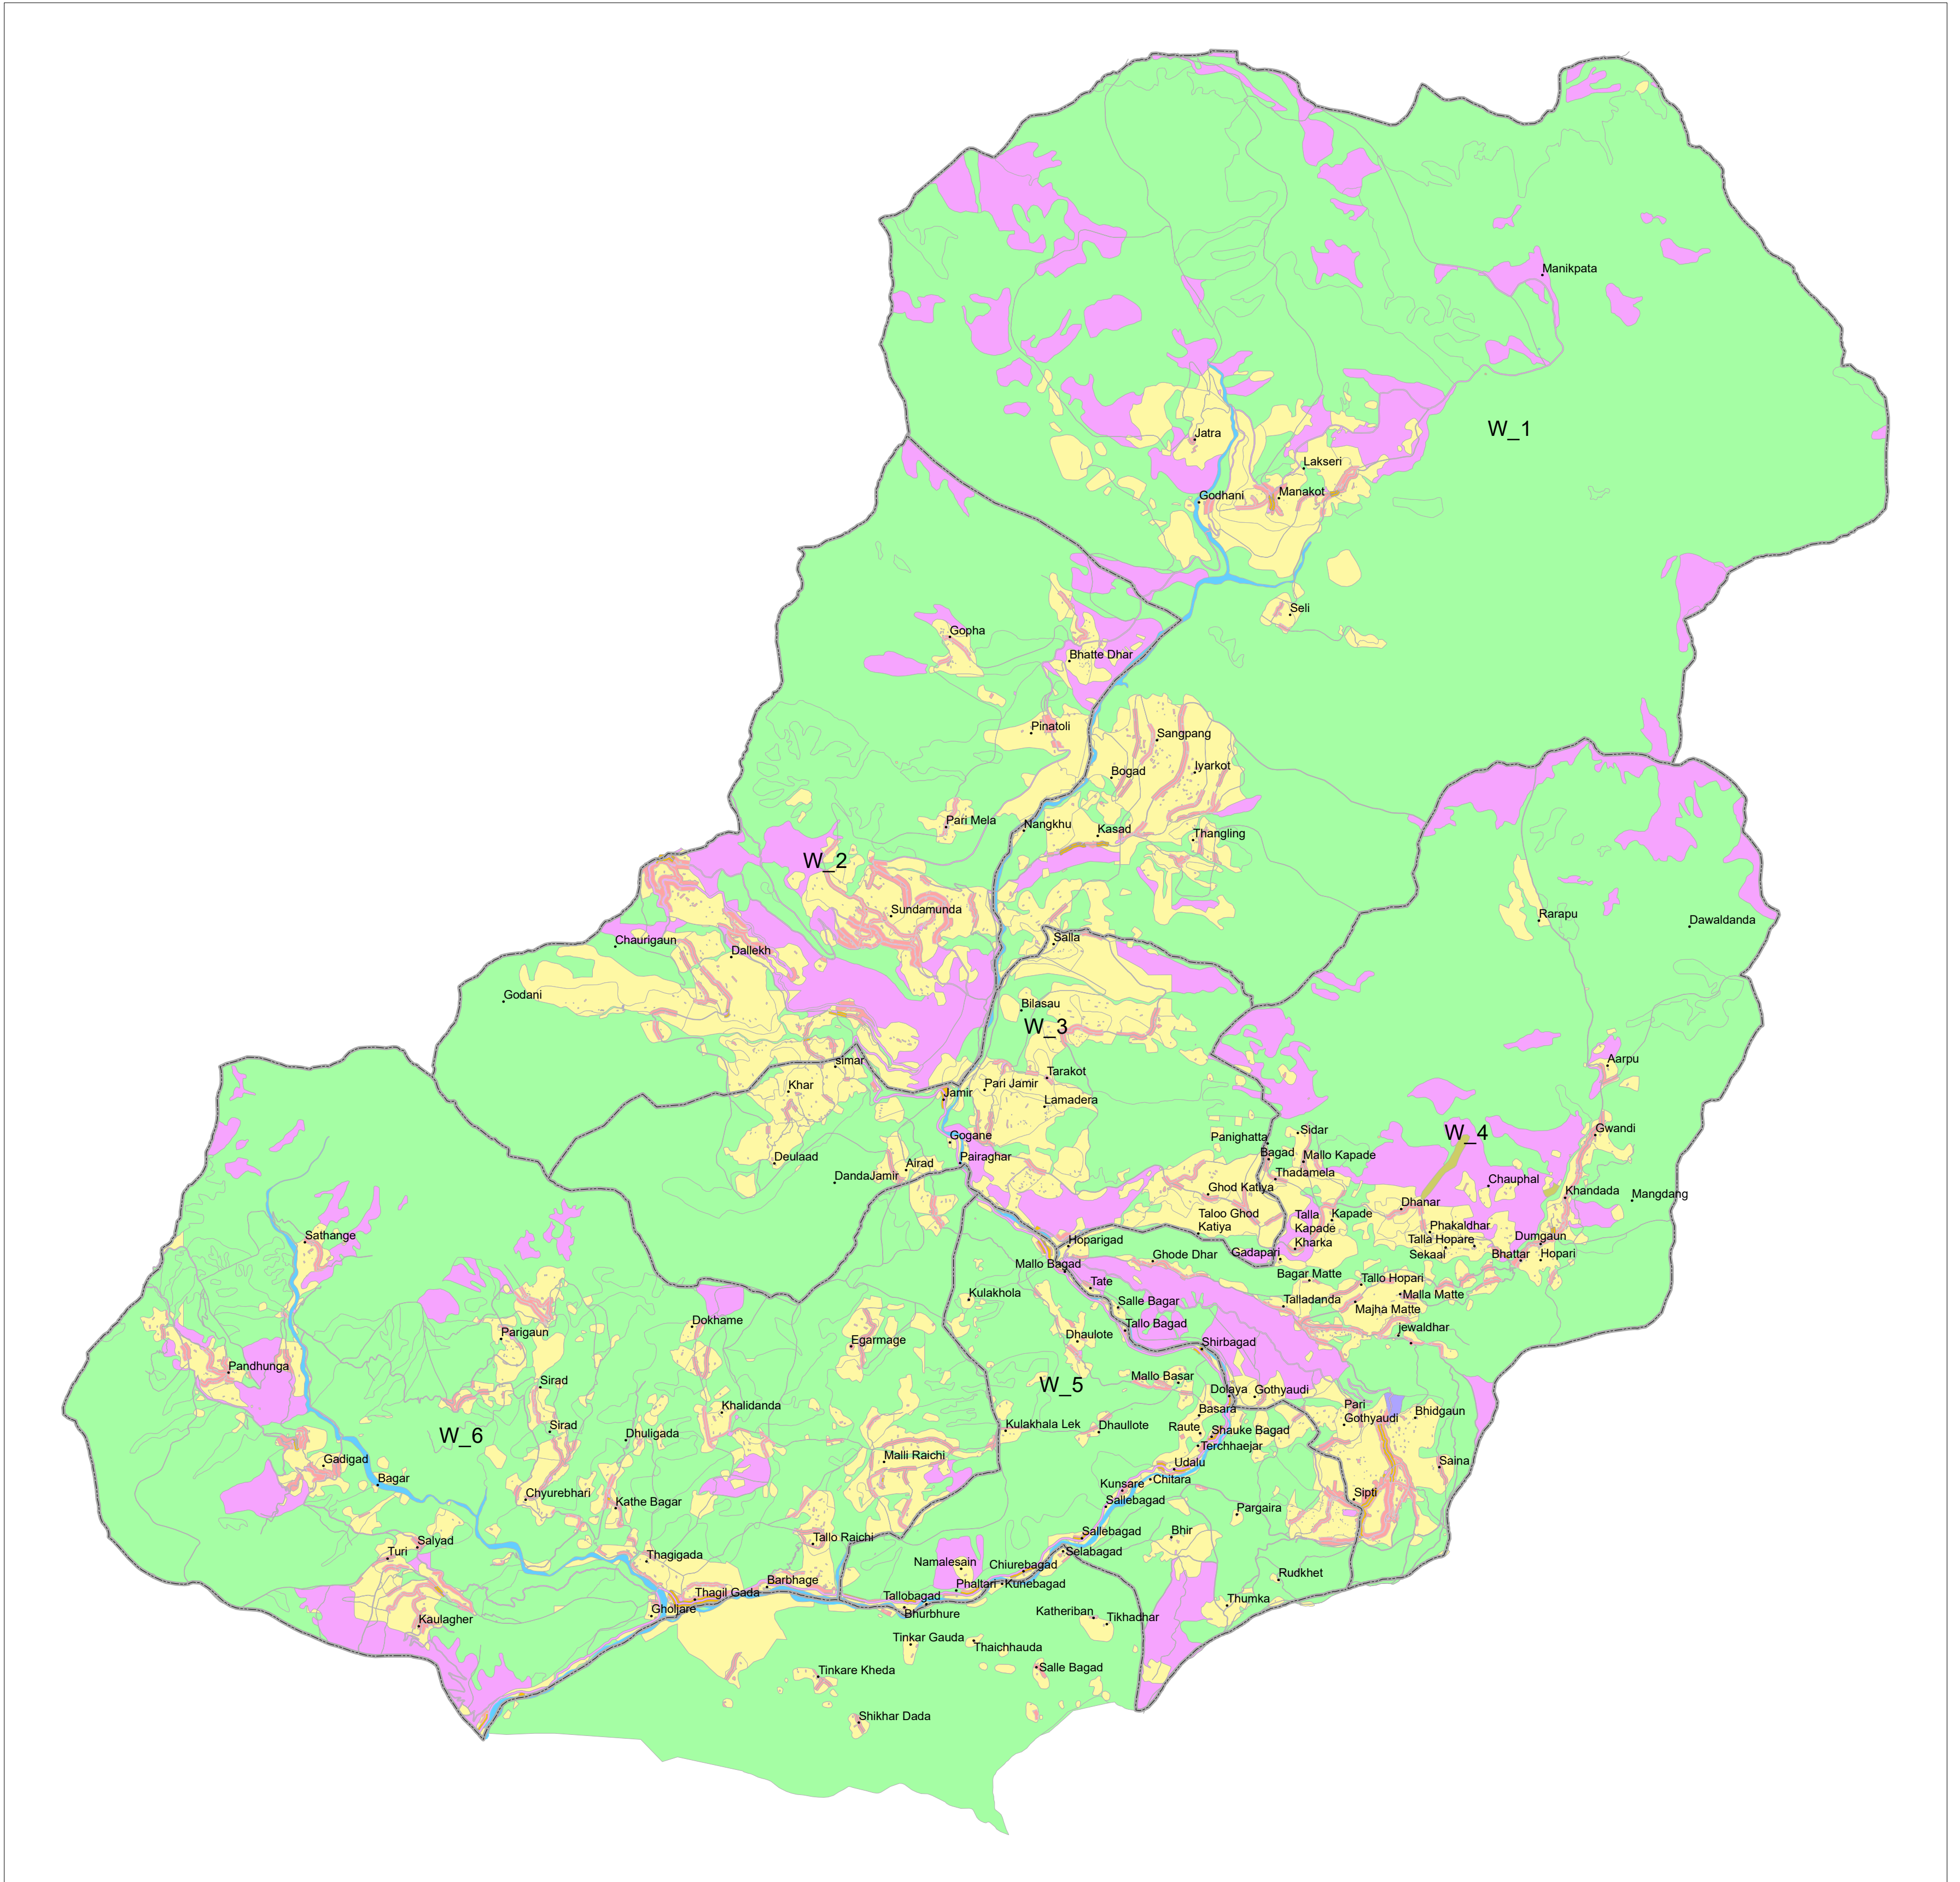 Manikpata
W_1
Jatra
Lakseri
Manakot
Godhani
Seli
Gopha
Bhatte Dhar
Pinatoli
Sangpang
Iyarkot
Bogad
Pari Mela
Nangkhu
Kasad
Thangling
W_2
Sundamunda
Rarapu
Dawaldanda
Chaurigaun
Dallekh
Salla
Godani
Bilasau
W_3
simar
Aarpu
Khar
Pari Jamir
Tarakot
Jamir
Lamadera
Gogane
Panighatta
Sidar
W_4
Gwandi
Deulaad
Airad
Pairaghar
Bagad
Mallo Kapade
DandaJamir
Thadamela
Ghod Katiya
Chauphal
Khandada
Mangdang
Dhanar
Taloo Ghod
Katiya
Talla
Kapade
Kapade
Kharka
Phakaldhar
Talla Hopare
Dumgaun
Sathange
Hoparigad
Ghode Dhar
Gadapari
Sekaal
Bhattar
Hopari
Mallo Bagad
Bagar Matte
Tallo Hopari
Tate
Malla Matte
Kulakhola
Salle Bagar
Talladanda
Majha Matte
Dokhame
Tallo Bagad
jewaldhar
Parigaun
Egarmage
Dhaulote
Shirbagad
Pandhunga
Sirad
W_5
Mallo Basar
Dolaya
Gothyaudi
Khalidanda
Basara
Pari
Gothyaudi
Bhidgaun
Sirad
Kulakhala Lek
Dhaullote
Raute
Shauke Bagad
W_6
Dhuligada
Terchhaejar
Malli Raichi
Udalu
Saina
Gadigad
Bagar
Kunsare
Chitara
Chyurebhari
Kathe Bagar
Sallebagad
Sipti
Pargaira
Salyad
Tallo Raichi
Sallebagad
Bhir
Turi
Thagigada
Selabagad
Namalesain
Chiurebagad
Rudkhet
Barbhage
Phaltari
Kunebagad
Thagil Gada
Tallobagad
Thumka
Gholjare
Bhurbhure
Katheriban
Tikhadhar
Kaulagher
Tinkar Gauda
Thaichhauda
Tinkare Kheda
Salle Bagad
Shikhar Dada